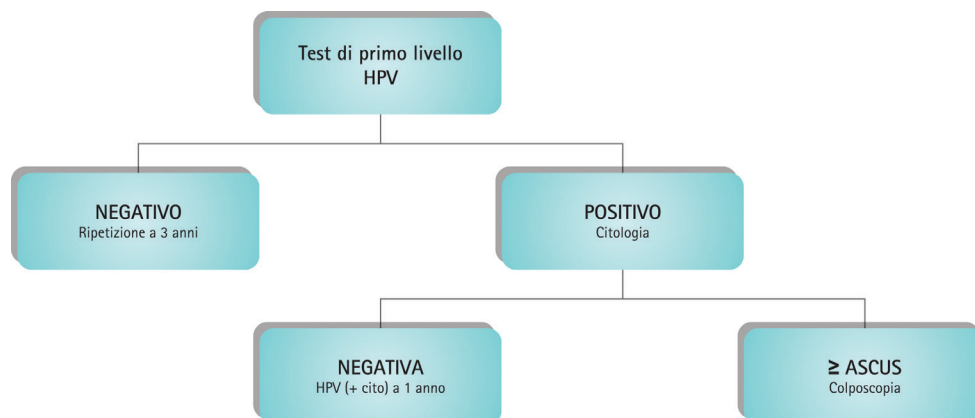 Test di primo livello
HPV
NEGATIVO
Ripetizione a 3 anni
POSITIVO
Citologia
NEGATIVA
HPV (+ cito) a 1 anno
≥ ASCUS
Colposcopia